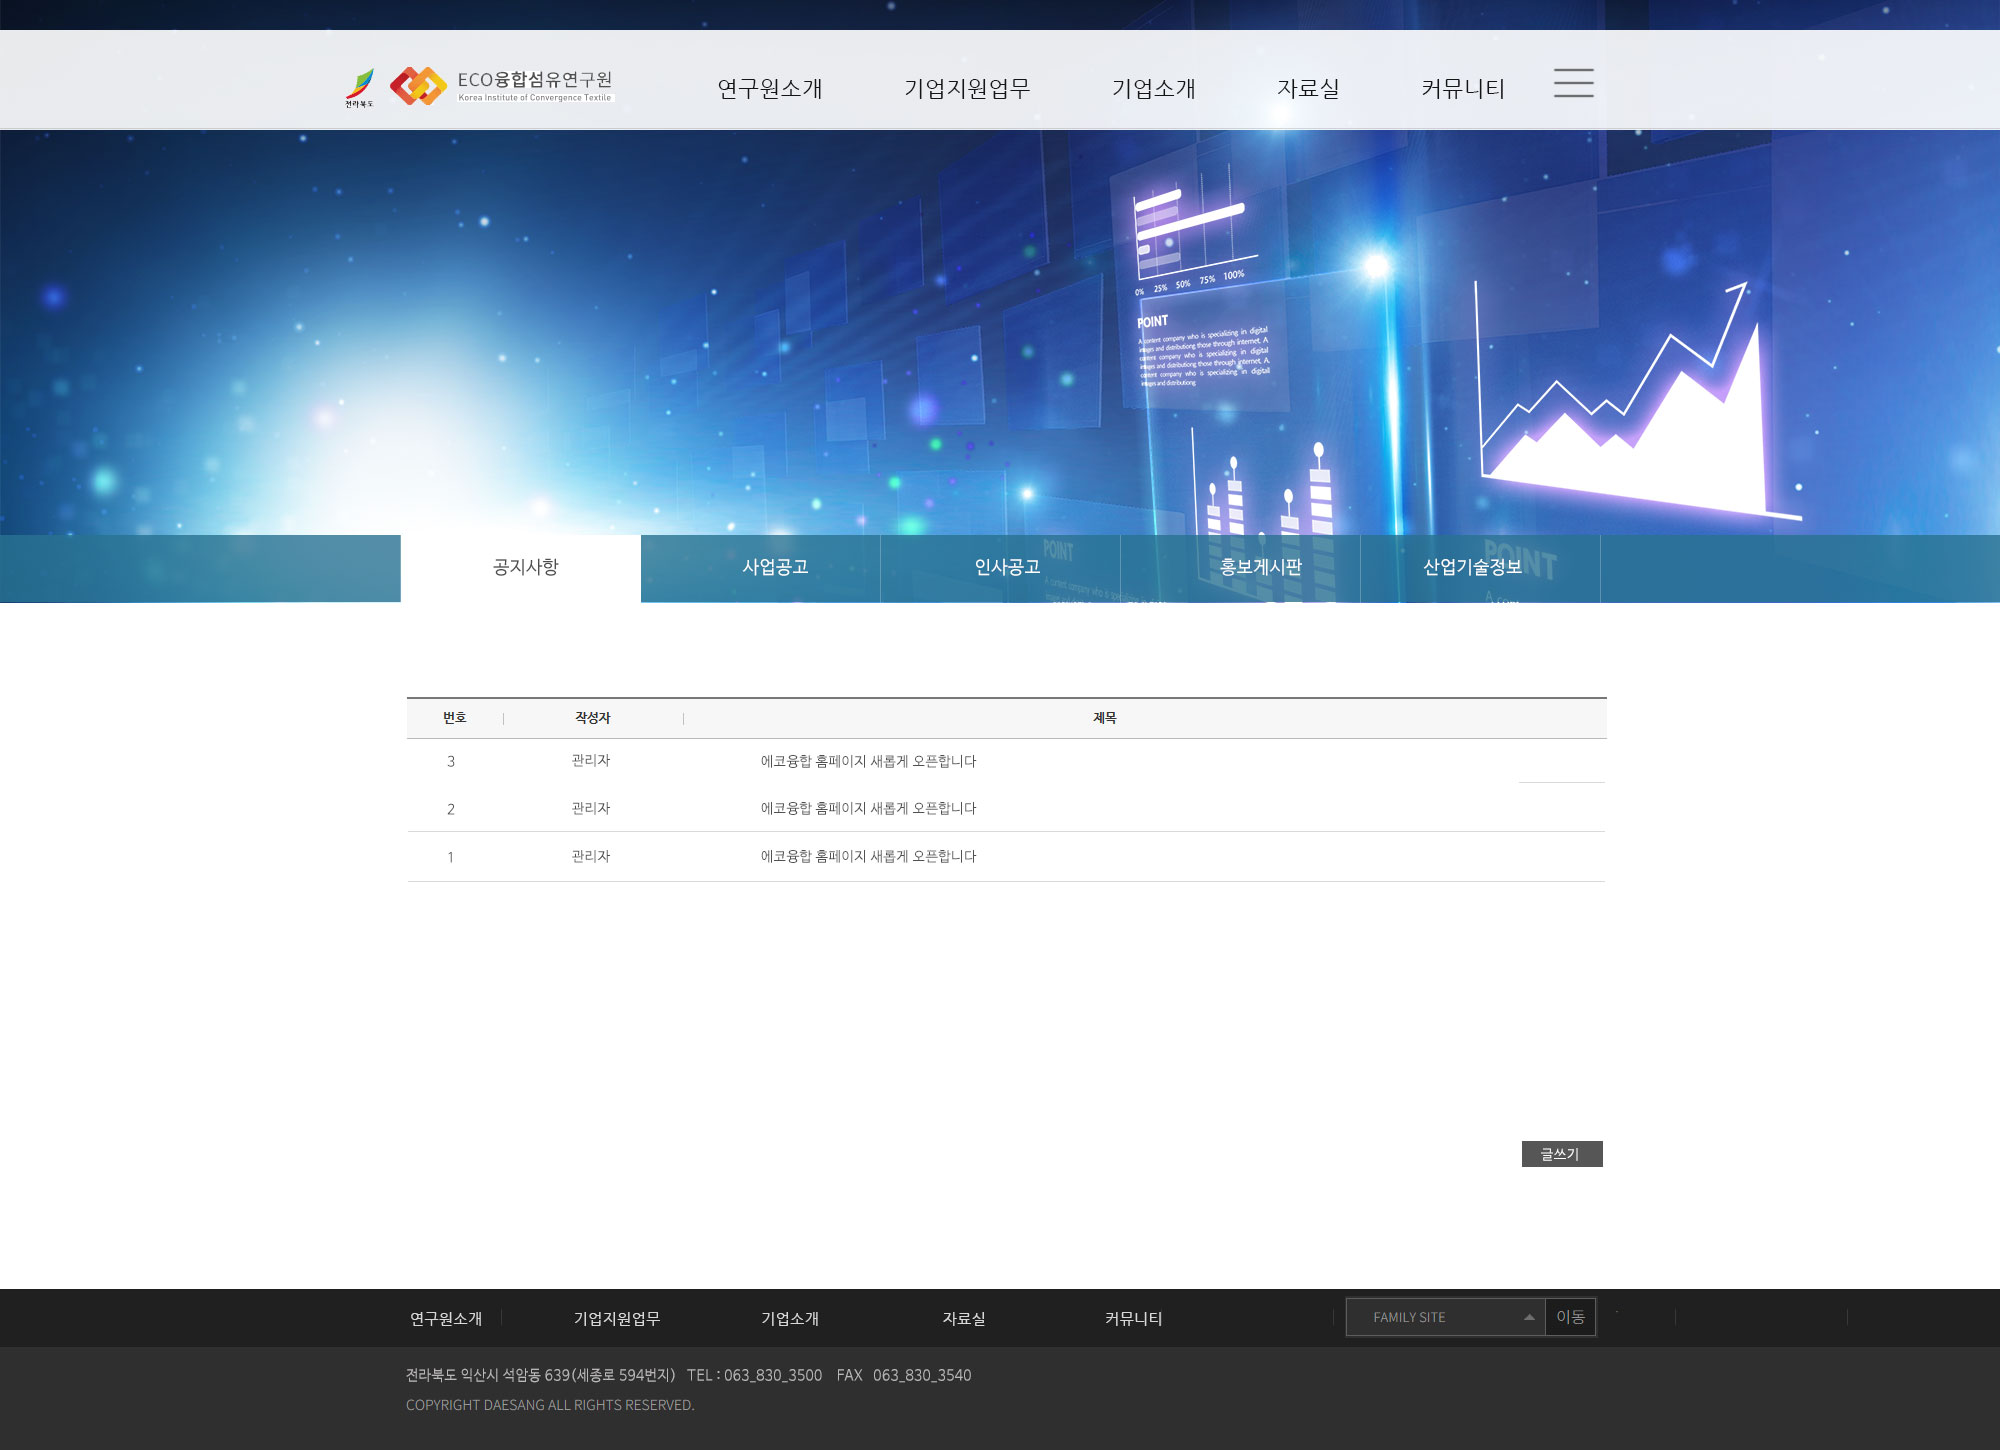 전라북도
ECO융합섬유연구원
Korea Institute of Convergence Textile
연구원소개 기업지원업무 기업소개 자료실 커뮤니티
0% 25% 50% 75% 100%
POINT
A content company who is specializing in digital
images and distributiong those through internet. A
content company who is specializing in digital
images and distributiong those through internet. A
content company who is specializing in digital
images and distributiong
공지사항 사업공고 인사공고 홍보게시판 산업기술정보
POINT
POINT
번호 작성자 제목
3 관리자 에코융합 홈페이지 새롭게 오픈합니다
2 관리자 에코융합 홈페이지 새롭게 오픈합니다
1 관리자 에코융합 홈페이지 새롭게 오픈합니다
글쓰기
연구원소개 기업지원업무 기업소개 자료실 커뮤니티 FAMILY SITE 이동
전라북도 익산시 석암동 639(세종로 594번지) TEL : 063_830_3500 FAX 063_830_3540
COPYRIGHT DAESANG ALL RIGHTS RESERVED.